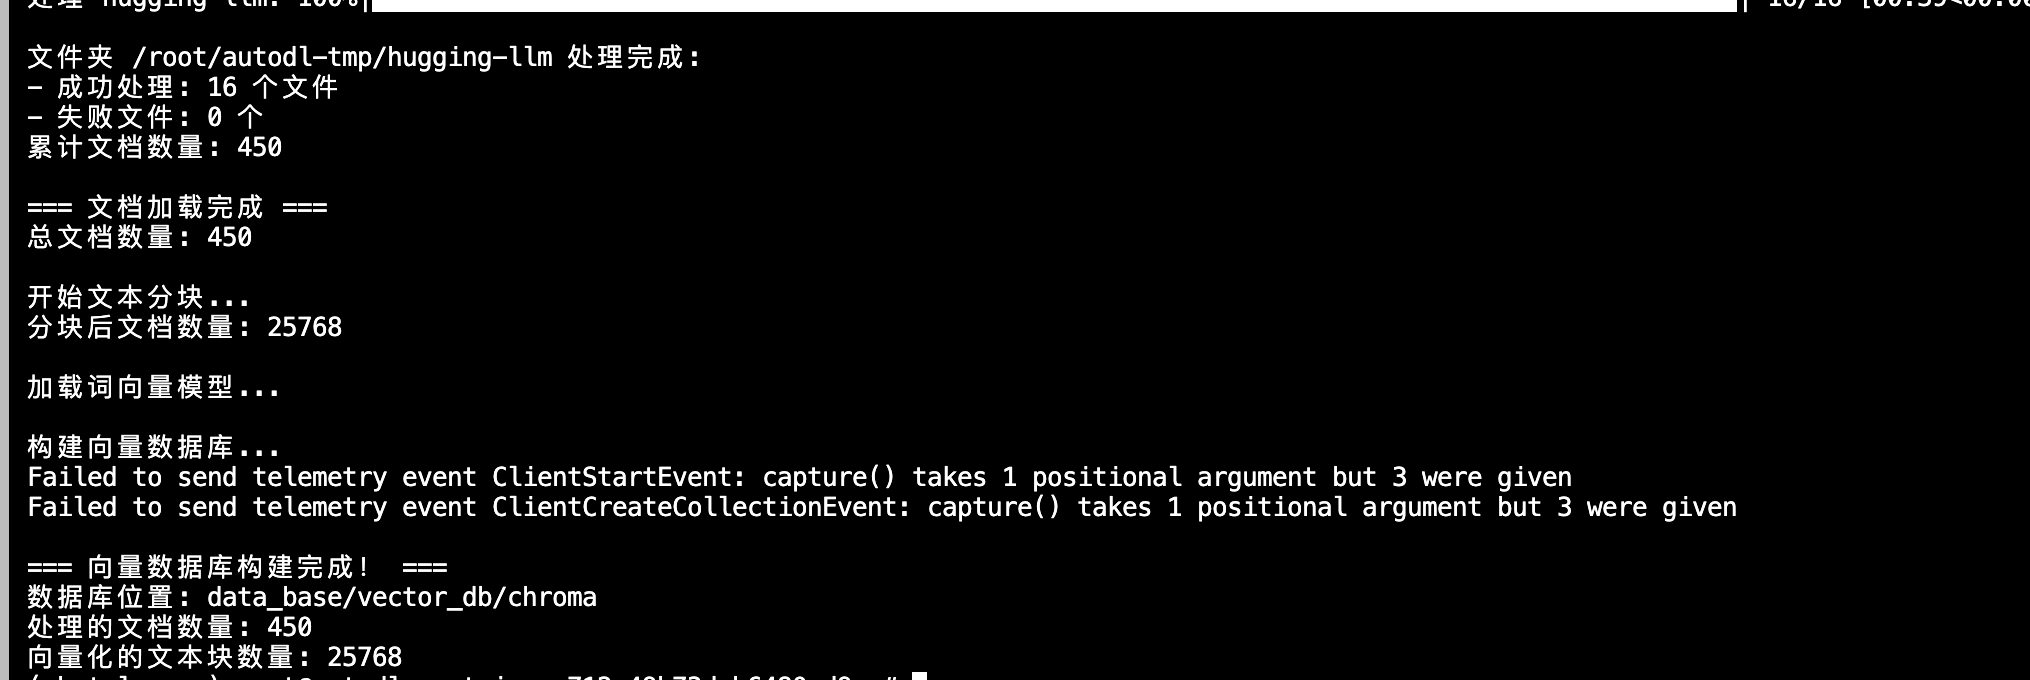 处理 hugging-llm: 100%|
文件夹 /root/autodl-tmp/hugging-llm 处理完成:
- 成功处理: 16 个文件
- 失败文件: 0 个
累计文档数量: 450
=== 文档加载完成 ===
总文档数量: 450
开始文本分块...
分块后文档数量: 25768
加载词向量模型...
构建向量数据库...
Failed to send telemetry event ClientStartEvent: capture() takes 1 positional argument but 3 were given
Failed to send telemetry event ClientCreateCollectionEvent: capture() takes 1 positional argument but 3 were given
=== 向量数据库构建完成! ===
数据库位置: data_base/vector_db/chroma
处理的文档数量: 450
向量化的文本块数量: 25768